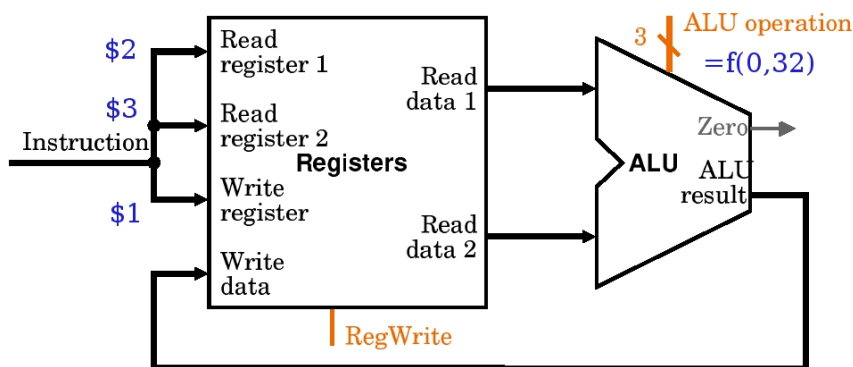 $2
Read
register 1
$3
Read
register 2
Instruction
Registers
Write
register
$1
Write
data
Read
data 1
Read
data 2
RegWrite
3
ALU operation
=f(0,32)
Zero
ALU
ALU
result